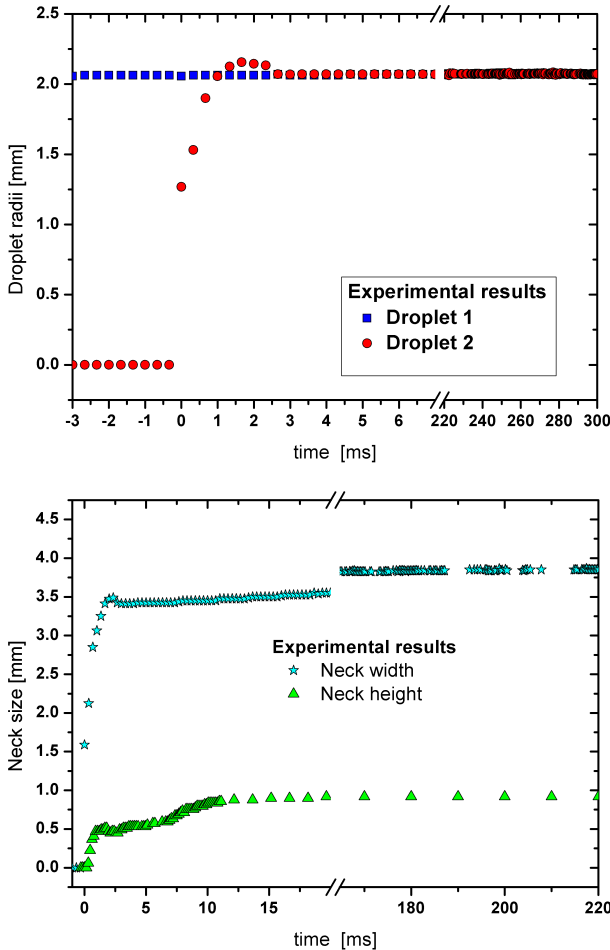 2.5
2.0
1.5
1.0
0.5
0.0
Droplet radii [mm]
Experimental results
Droplet 1
Droplet 2
-3 -2 -1 0 1 2 3 4 5 6 220 240 260 280 300
time [ms]
4.5
4.0
3.5
3.0
2.5
2.0
1.5
1.0
0.5
0.0
Neck size [mm]
Experimental results
Neck width
Neck height
0 5 10 15 180 200 220
time [ms]